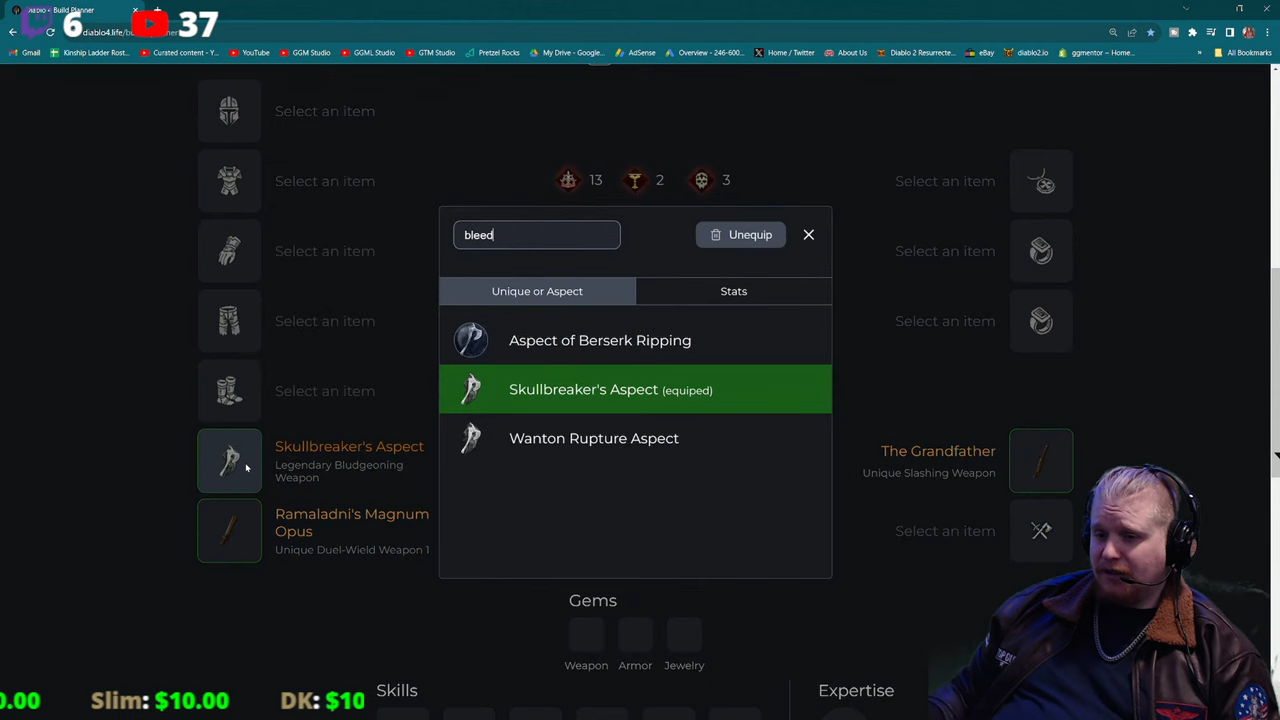 Diablo 4 Build Planner
6
37
diablo4.life/bu
Gmail
Kinship Ladder Rost...
Curated content - Y...
YouTube
GGM Studio
GGML Studio
GTM Studio
Pretzel Rocks
My Drive - Google...
AdSense
Overview - 246-600...
Home / Twitter
About Us
Diablo 2 Resurrecte...
eBay
diablo2.io
ggmentor – Home...
»
All Bookmarks
Select an item
Select an item
13
2
3
Select an item
bleed
Unequip
Unique or Aspect
Stats
Select an item
Select an item
Select an item
Select an item
Aspect of Berserk Ripping
Select an item
Skullbreaker's Aspect (equiped)
Skullbreaker's Aspect
Legendary Bludgeoning
Weapon
Wanton Rupture Aspect
The Grandfather
Unique Slashing Weapon
Ramaladni's Magnum
Opus
Unique Duel-Wield Weapon 1
Select an item
Gems
Weapon
Armor
Jewelry
Skills
Expertise
0.00
Slim: $10.00
DK: $10